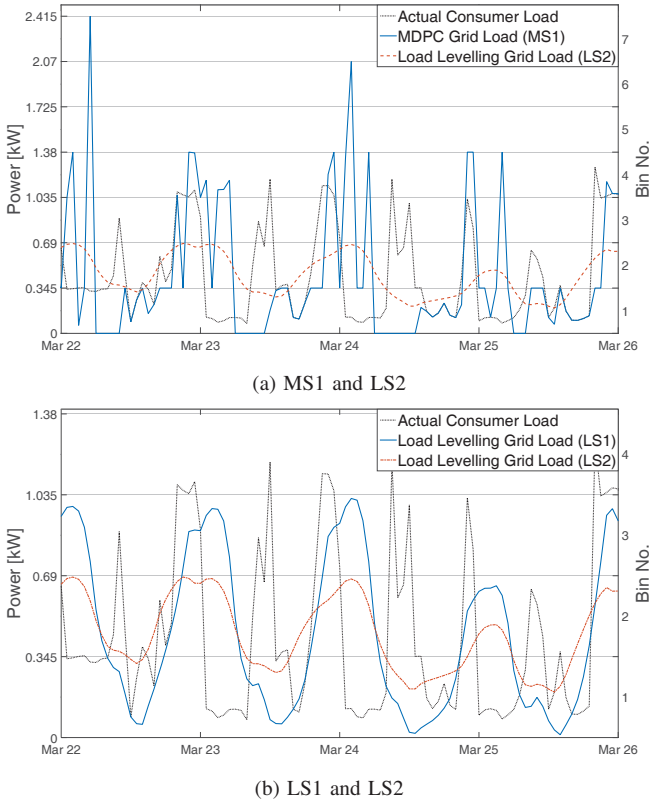 2.415
2.07
1.725
1.38
1.035
0.69
0.345
0
Power [kW]
Actual Consumer Load
MDPC Grid Load (MS1)
Load Levelling Grid Load (LS2)
7
6
5
4
3
2
1
Bin No.
Mar 22 Mar 23 Mar 24 Mar 25 Mar 26
(a) MS1 and LS2
1.38
1.035
0.69
0.345
0
Power [kW]
Actual Consumer Load
Load Levelling Grid Load (LS1)
Load Levelling Grid Load (LS2)
4
3
2
1
Bin No.
Mar 22 Mar 23 Mar 24 Mar 25 Mar 26
(b) LS1 and LS2